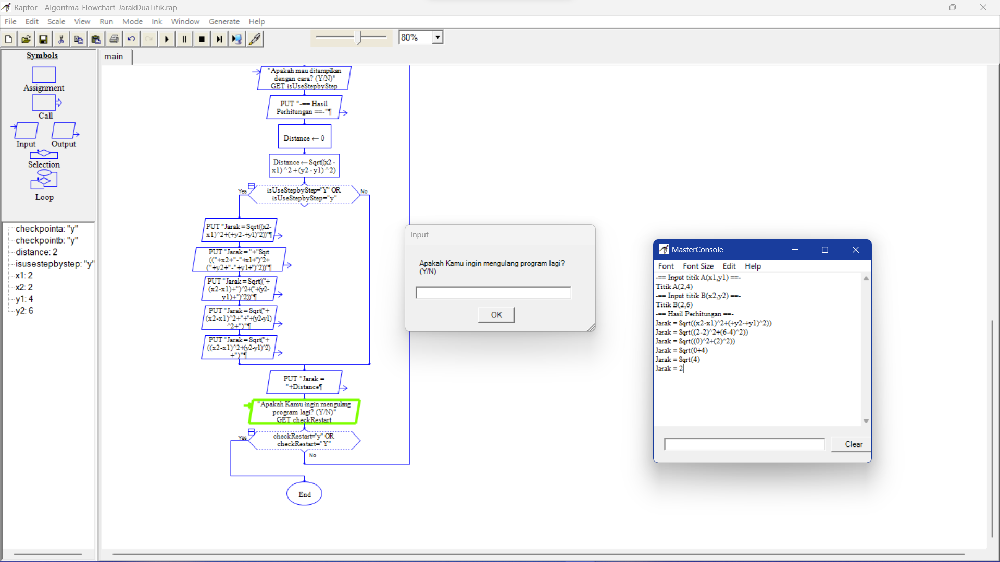 Raptor - Algoritma_Flowchart_JarakDuaTitik.rap
File Edit Scale View Run Mode Ink Window Generate Help
80%
Symbols
Assignment
Call
Input Output
Selection
Loop
checkpointa: "y"
checkpointb: "y"
distance: 2
isusestepbystep: "y"
x1: 2
x2: 2
y1: 4
y2: 6
main
"Apakah mau ditampilkan
dengan cara? (Y/N)"
GET isUseStepbyStep
PUT "-== Hasil
Perhitungan ==-"¶
Distance ← 0
Distance ← Sqrt((x2 -
x1) ^2 + (y2 - y1) ^2)
Yes
isUseStepbyStep="Y" OR
isUseStepbyStep="y"
No
PUT "Jarak = Sqrt((x2-
x1)^2+(+y2-+y1)^2))"¶
PUT "Jarak = "+"Sqrt
(("+x2+"-"+x1+")^2+
("+y2+"-"+y1+")^2))"¶
PUT "Jarak = Sqrt(("+
(x2-x1)+")^2+("+(y2-
y1)+")^2))"¶
PUT "Jarak = Sqrt("+
(x2-x1)^2+"+"+(y2-y1)
^2+")"¶
PUT "Jarak = Sqrt("+
((x2-x1)^2+(y2-y1)^2)
+")"¶
PUT "Jarak =
"+Distance¶
"Apakah Kamu ingin mengulang
program lagi? (Y/N)"
GET checkRestart
Yes
checkRestart="y" OR
checkRestart="Y"
No
End
Input
Apakah Kamu ingin mengulang program lagi?
(Y/N)
OK
MasterConsole
Font Font Size Edit Help
-== Input titik A(x1,y1) ==-
Titik A(2,4)
-== Input titik B(x2,y2) ==-
Titik B(2,6)
-== Hasil Perhitungan ==-
Jarak = Sqrt((x2-x1)^2+(+y2-+y1)^2))
Jarak = Sqrt((2-2)^2+(6-4)^2))
Jarak = Sqrt((0)^2+(2)^2))
Jarak = Sqrt(0+4)
Jarak = Sqrt(4)
Jarak = 2
Clear